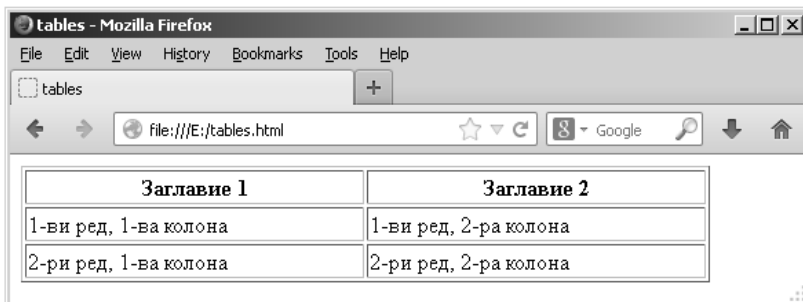 tables - Mozilla Firefox
File Edit View History Bookmarks Tools Help
tables +
file:///E:/tables.html 8 Google
Заглавие 1 Заглавие 2
1-ви ред, 1-ва колона 1-ви ред, 2-ра колона
2-ри ред, 1-ва колона 2-ри ред, 2-ра колона